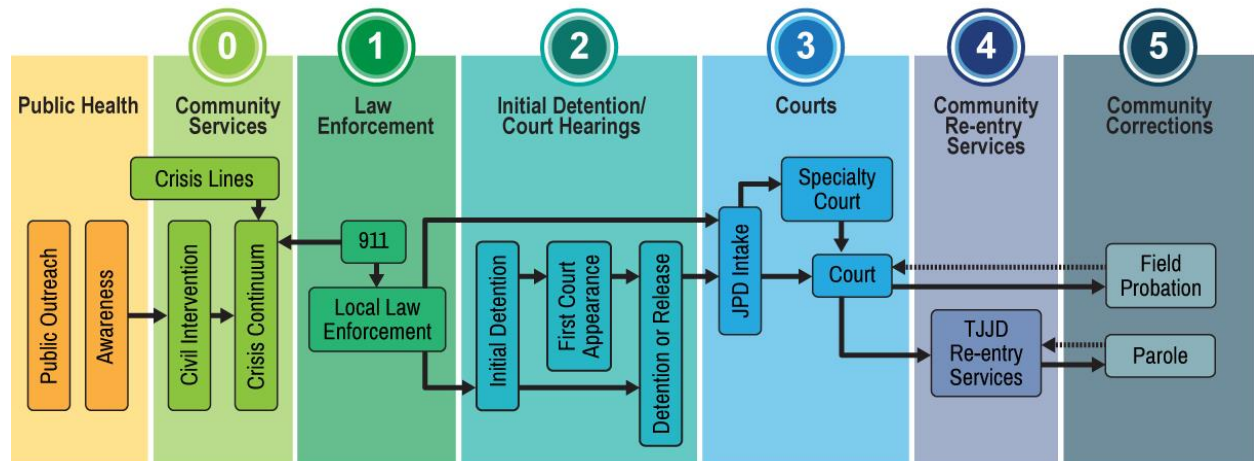 0
1
2
3
4
5
Public Health
Community
Services
Law
Enforcement
Initial Detention/
Court Hearings
Courts
Community
Re-entry
Services
Community
Corrections
Public Outreach
Awareness
Crisis Lines
Civil Intervention
Crisis Continuum
911
Local Law
Enforcement
Initial Detention
First Court
Appearance
Detention or Release
JPD Intake
Specialty
Court
Court
TJJD
Re-entry
Services
Field
Probation
Parole